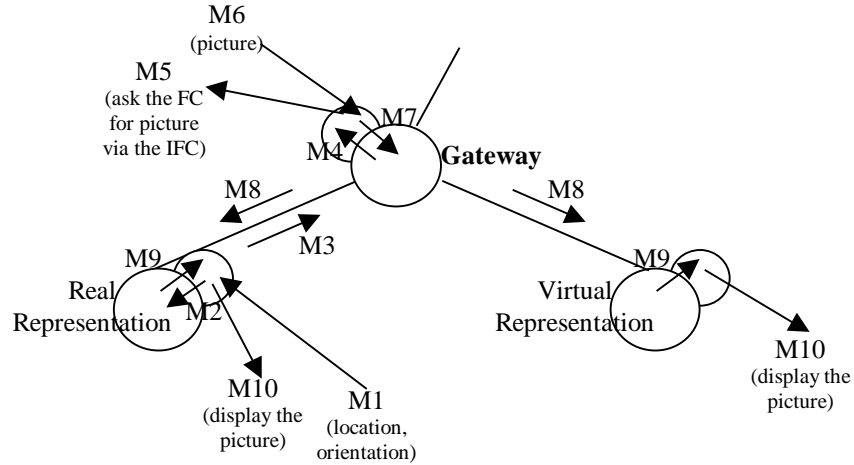 M6
(picture)
M5
(ask the FC
for picture
via the IFC)
M7
M4
Gateway
M8
M3
M8
M9
Real
Representation
M2
M9
Virtual
Representation
M10
(display the
picture)
M1
(location,
orientation)
M10
(display the
picture)